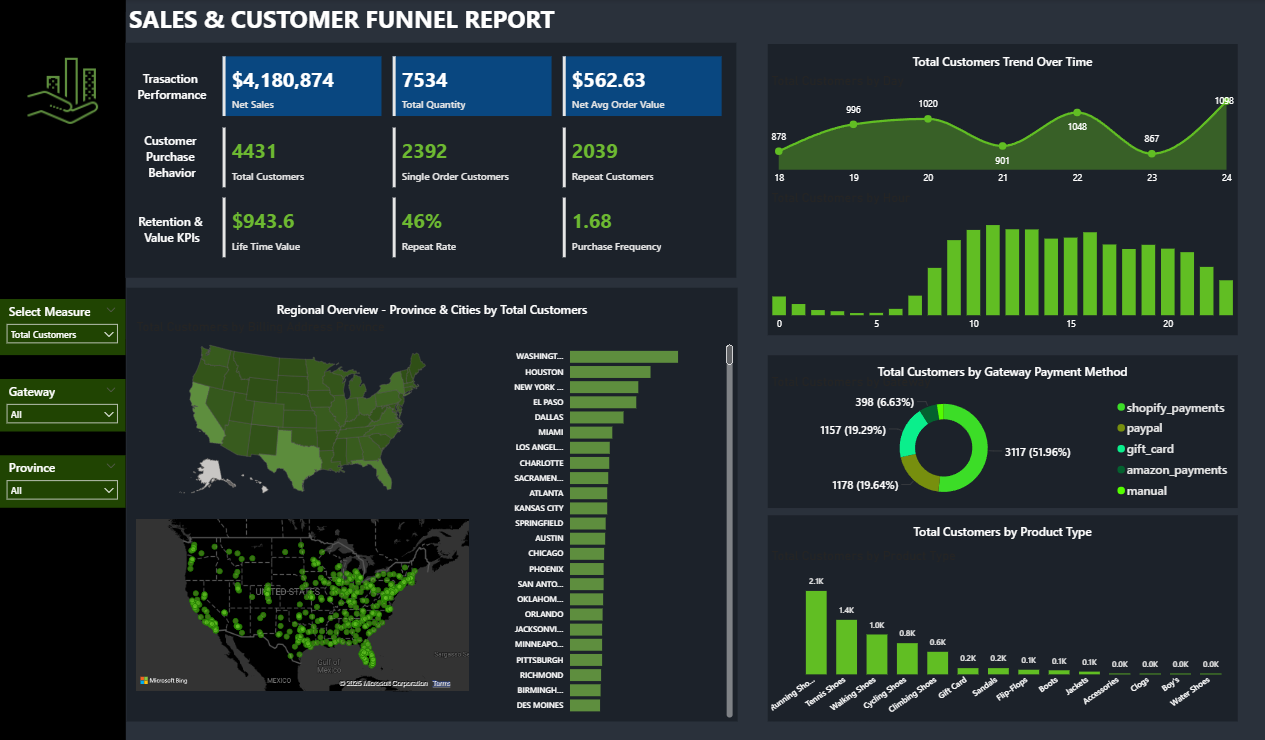 SALES & CUSTOMER FUNNEL REPORT
Trasaction
Performance
$4,180,874
Net Sales
7534
Total Quantity
$562.63
Net Avg Order Value
Customer
Purchase
Behavior
4431
Total Customers
2392
Single Order Customers
2039
Repeat Customers
Retention &
Value KPIs
$943.6
Life Time Value
46%
Repeat Rate
1.68
Purchase Frequency
Select Measure
Total Customers
Gateway
All
Province
All
Regional Overview - Province & Cities by Total Customers
WASHINGT...
HOUSTON
NEW YORK ...
EL PASO
DALLAS
MIAMI
LOS ANGEL...
CHARLOTTE
SACRAMEN...
ATLANTA
KANSAS CITY
SPRINGFIELD
AUSTIN
CHICAGO
PHOENIX
SAN ANTO...
OKLAHOM...
ORLANDO
JACKSONVI...
MINNEAPO...
PITTSBURGH
RICHMOND
BIRMINGH...
DES MOINES
UNITED STATES
Gulf of
Mexico
MEXICO
Microsoft Bing
© 2025 Microsoft Corporation Terms
Total Customers Trend Over Time
878
996
1020
901
1048
867
1098
18
19
20
21
22
23
24
0
5
10
15
20
Total Customers by Gateway Payment Method
398 (6.63%)
1157 (19.29%)
1178 (19.64%)
3117 (51.96%)
shopify_payments
paypal
gift_card
amazon_payments
manual
Total Customers by Product Type
2.1K
1.4K
1.0K
0.8K
0.6K
0.2K
0.2K
0.1K
0.1K
0.1K
0.0K
0.0K
0.0K
0.0K
Running Sho...
Tennis Shoes
Walking Shoes
Cycling Shoes
Climbing Shoes
Gift Card
Sandals
Flip-Flops
Boots
Jackets
Accessories
Clogs
Boy's
Water Shoes